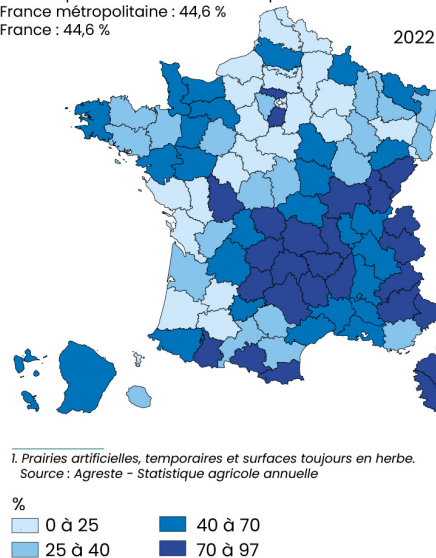 France métropolitaine : 44,6 %
France : 44,6 %
2022
1. Prairies artificielles, temporaires et surfaces toujours en herbe.
Source : Agreste - Statistique agricole annuelle
%
0 à 25
40 à 70
25 à 40
70 à 97